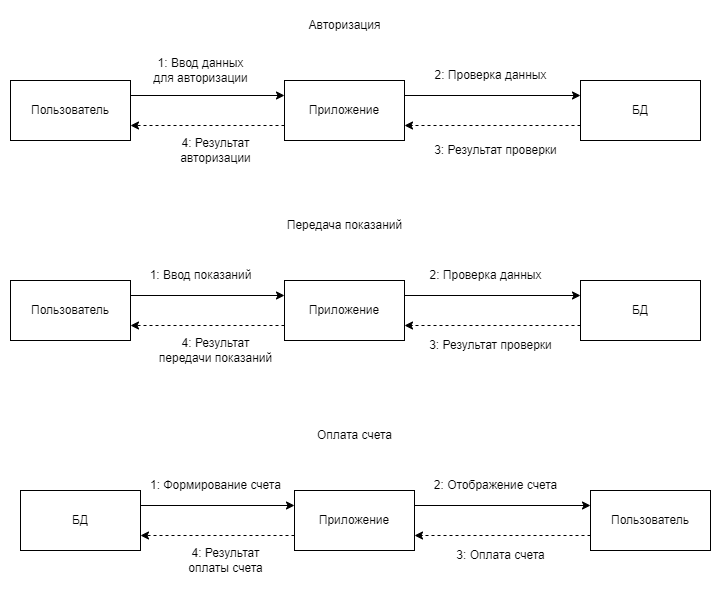 Авторизация
1: Ввод данных
для авторизации
2: Проверка данных
Пользователь
Приложение
БД
4: Результат
авторизации
3: Результат проверки
Передача показаний
1: Ввод показаний
2: Проверка данных
Пользователь
Приложение
БД
4: Результат
передачи показаний
3: Результат проверки
Оплата счета
1: Формирование счета
2: Отображение счета
БД
Приложение
Пользователь
4: Результат
оплаты счета
3: Оплата счета